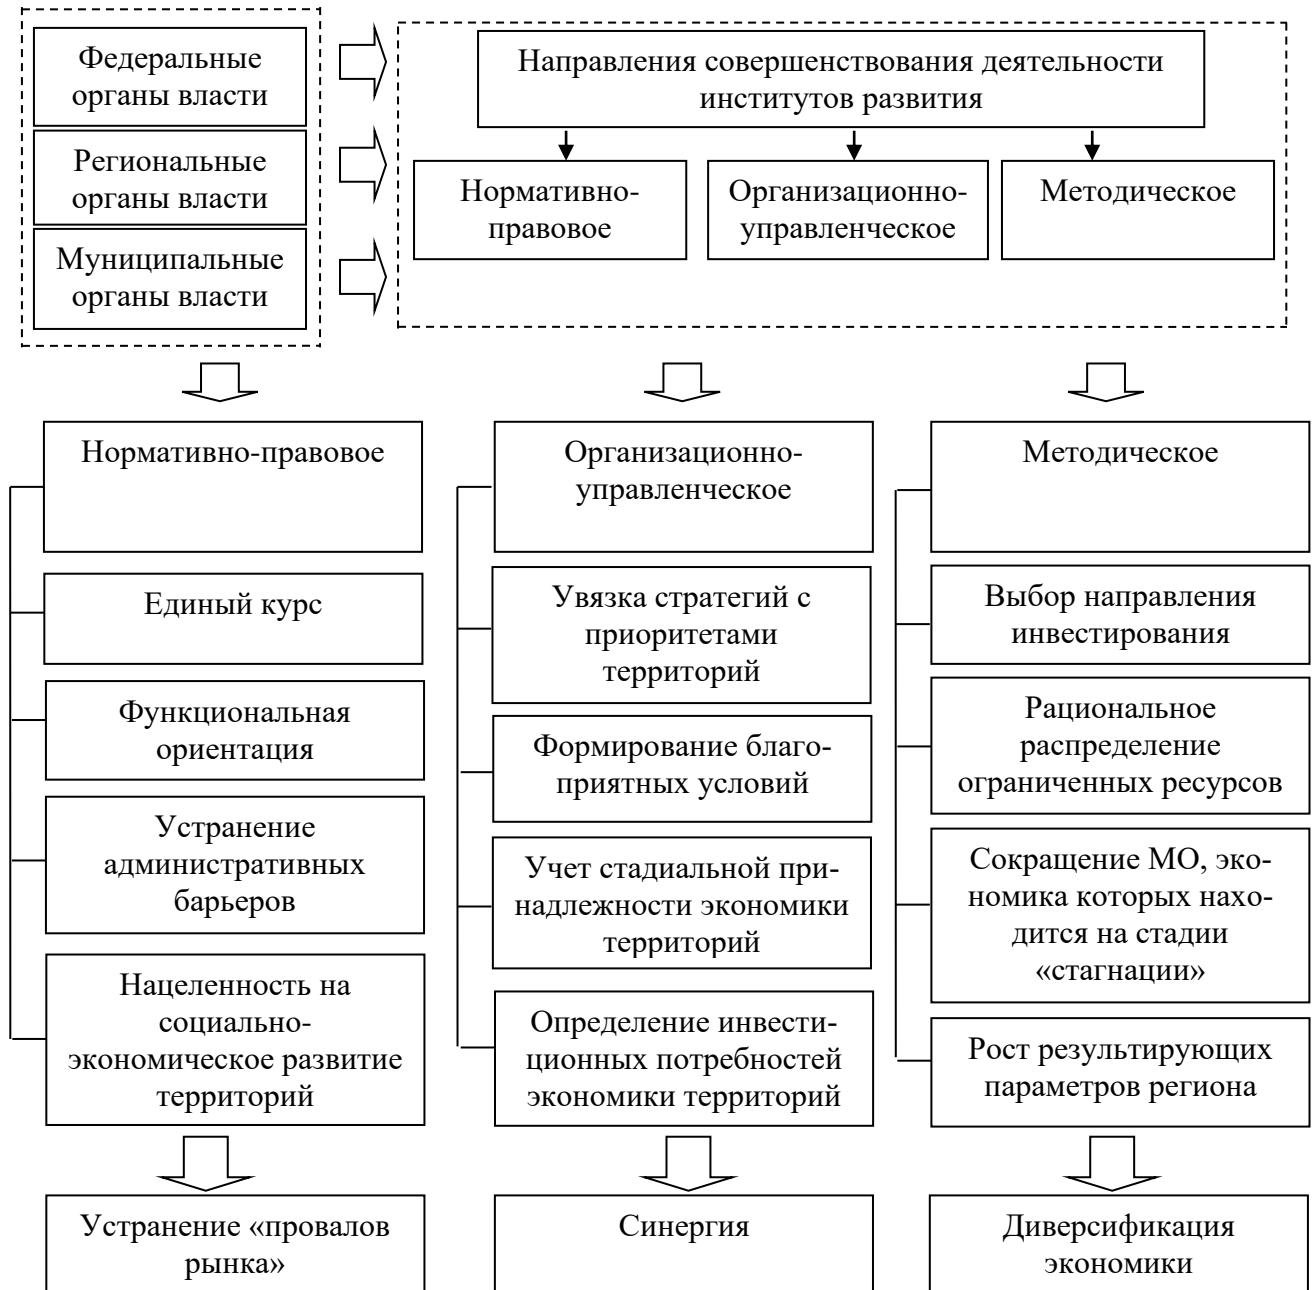 Федеральные
органы власти
Региональные
органы власти
Муниципальные
органы власти
Направления совершенствования деятельности
институтов развития
Нормативно-
правовое
Организационно-
управленческое
Методическое
Нормативно-правовое
Единый курс
Функциональная
ориентация
Устранение
административных
барьеров
Нацеленность на
социально-
экономическое развитие
территорий
Устранение «провалов
рынка»
Организационно-
управленческое
Увязка стратегий с
приоритетами
территорий
Формирование благо-
приятных условий
Учет стадиальной при-
надлежности экономики
территорий
Определение инвести-
ционных потребностей
экономики территорий
Синергия
Методическое
Выбор направления
инвестирования
Рациональное
распределение
ограниченных ресурсов
Сокращение МО, эко-
номика которых нахо-
дится на стадии
«стагнации»
Рост результирующих
параметров региона
Диверсификация
экономики